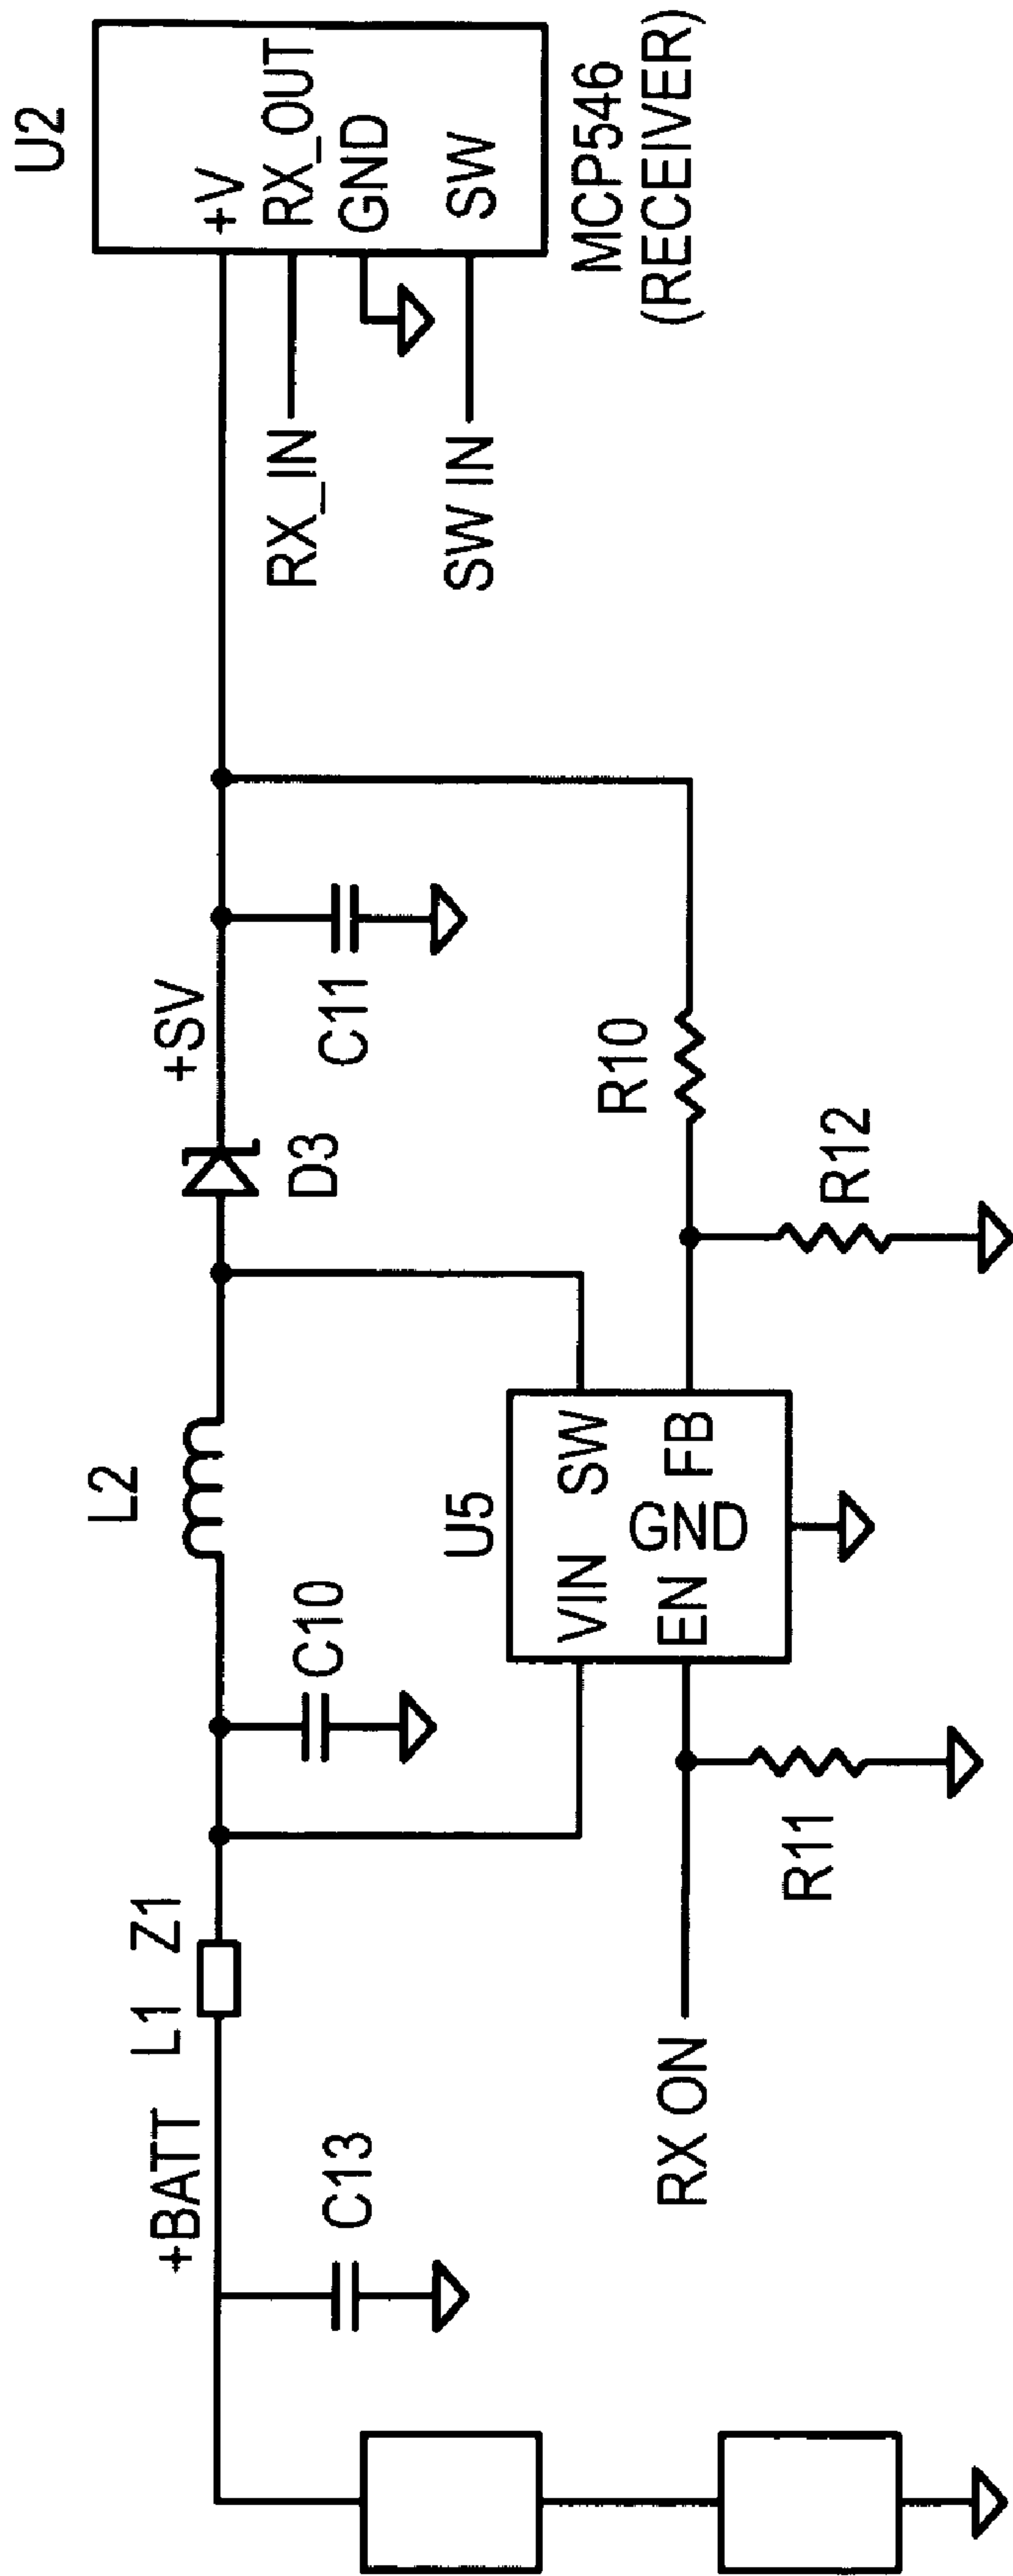 +BATT
L1 Z1
L2
+SV
U2
C13
C10
D3
C11
+V
RX_IN
RX_OUT
GND
SW IN
SW
MCP546
(RECEIVER)
U5
VIN
SW
RX ON
EN
GND
FB
R10
R11
R12